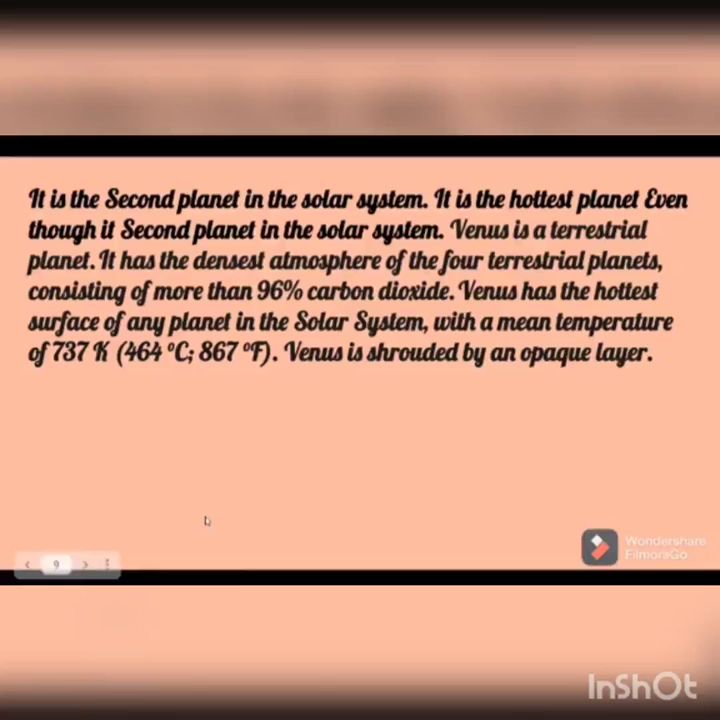 It is the Second planet in the solar system. It is the hottest planet Even
though it Second planet in the solar system. Venus is a terrestrial
planet. It has the densest atmosphere of the four terrestrial planets,
consisting of more than 96% carbon dioxide. Venus has the hottest
surface of any planet in the Solar System, with a mean temperature
of 737 K (464 °C; 867 °F). Venus is shrouded by an opaque layer.
9
Wondershare
FilmoraGo
InShOt